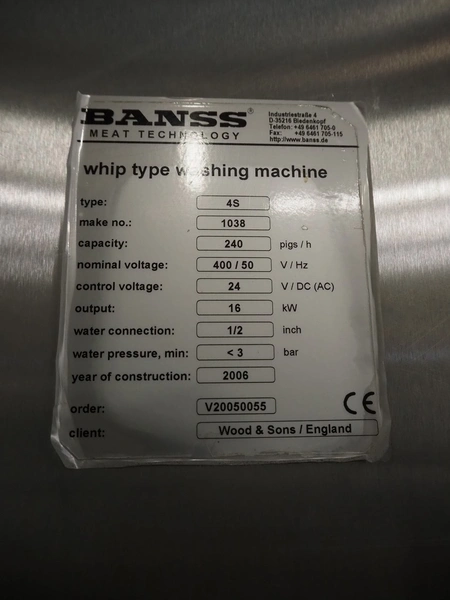 BANSS®
MEAT TECHNOLOGY
Industriestraße 4
D-35216 Biedenkopf
Telefon: +49 6461 705-0
Fax: +49 6461 705-115
http://www.banss.de
whip type washing machine
type: 4S
make no.: 1038
capacity: 240 pigs / h
nominal voltage: 400 / 50 V / Hz
control voltage: 24 V / DC (AC)
output: 16 kW
water connection: 1/2 inch
water pressure, min: < 3 bar
year of construction: 2006
order: V20050055 CE
client: Wood & Sons / England